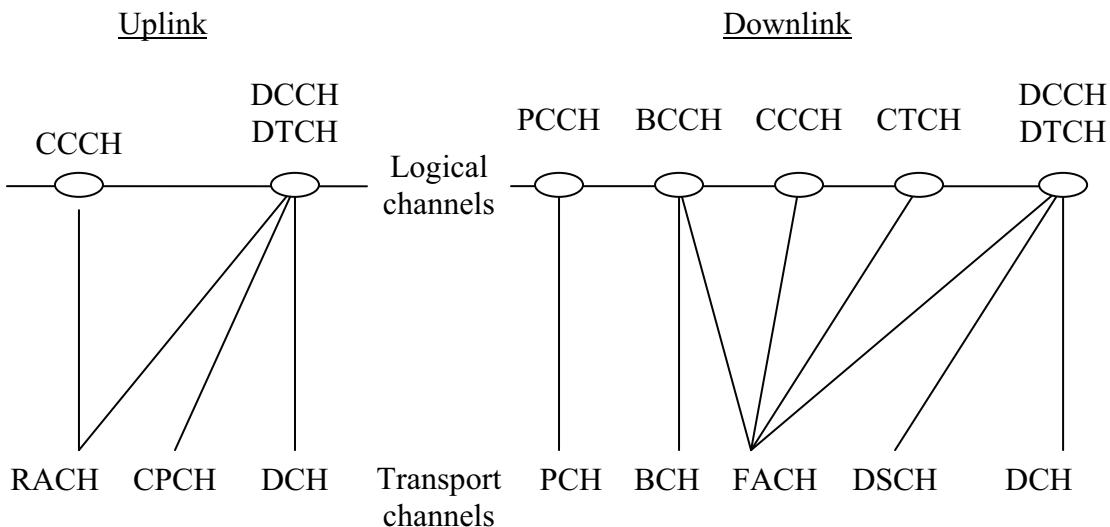 Uplink
Downlink
DCCH
DTCH
CCCH
PCCH
BCCH
CCCH
CTCH
DCCH
DTCH
Logical
channels
RACH
CPCH
DCH
Transport
channels
PCH
BCH
FACH
DSCH
DCH